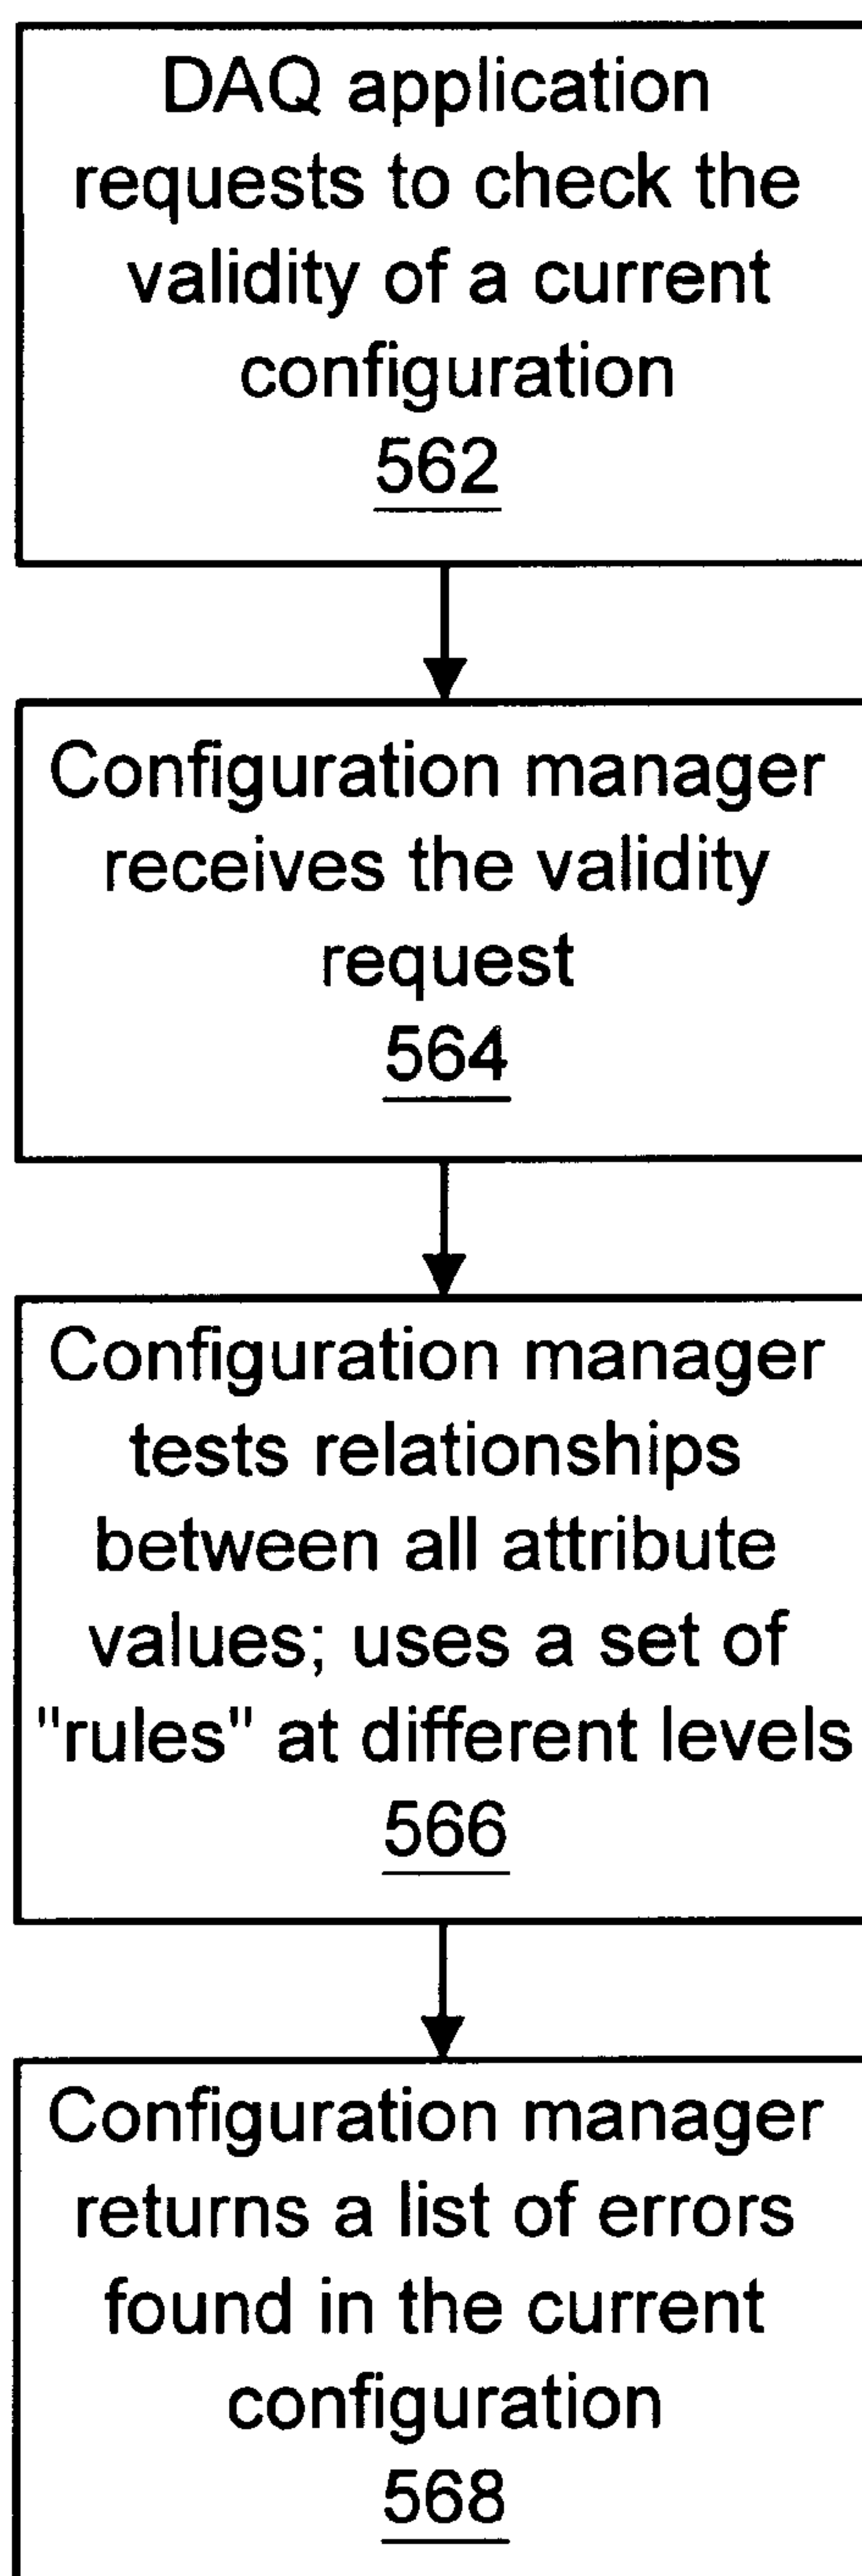 DAQ application
requests to check the
validity of a current
configuration
562
Configuration manager
receives the validity
request
564
Configuration manager
tests relationships
between all attribute
values; uses a set of
"rules" at different levels
566
Configuration manager
returns a list of errors
found in the current
configuration
568